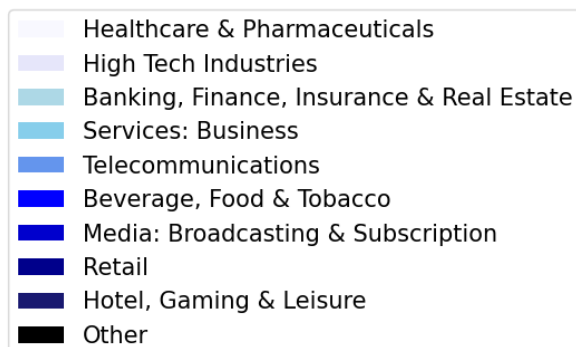 Healthcare & Pharmaceuticals
High Tech Industries
Banking, Finance, Insurance & Real Estate
Services: Business
Telecommunications
Beverage, Food & Tobacco
Media: Broadcasting & Subscription
Retail
Hotel, Gaming & Leisure
Other